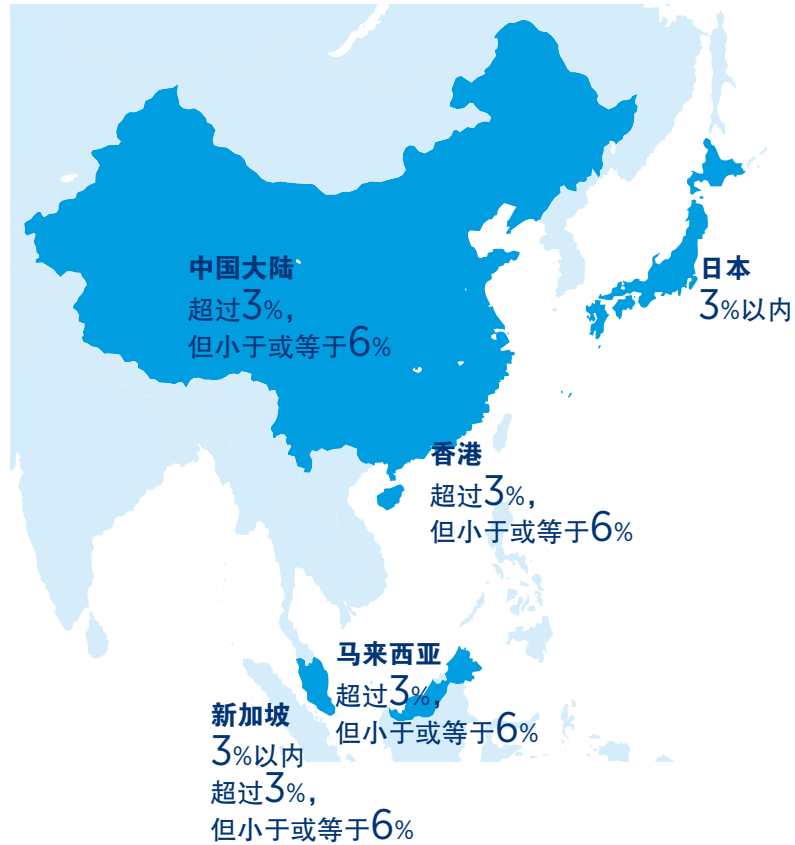 中国大陆
超过3%，
但小于或等于6%
日本
3%以内
香港
超过3%，
但小于或等于6%
马来西亚
超过3%，
但小于或等于6%
新加坡
3%以内
超过3%，
但小于或等于6%